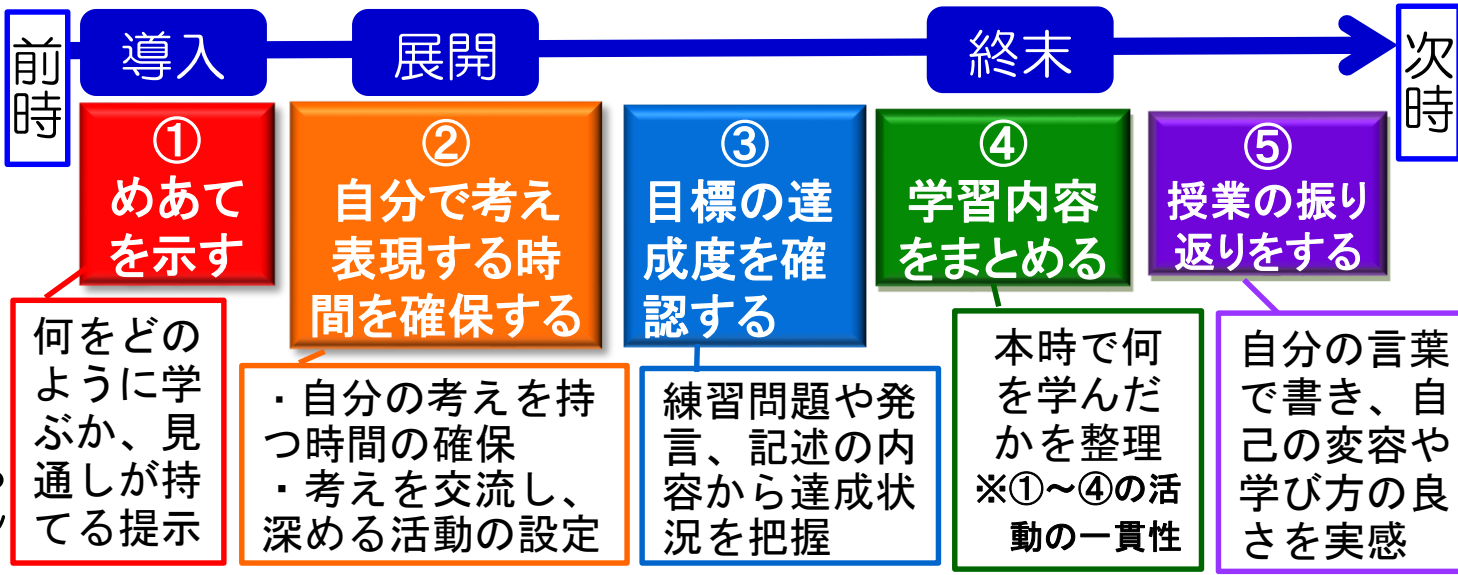 前時
導入
展開
終末
次時
①
めあて
を示す
②
自分で考え
表現する時
間を確保する
③
目標の達
成度を確
認する
④
学習内容
をまとめる
⑤
授業の振り
返りをする
何をどの
ように学
ぶか、見
通しが持
てる提示
・自分の考えを持
つ時間の確保
・考えを交流し、
深める活動の設定
練習問題や発
言、記述の内
容から達成状
況を把握
本時で何
を学んだ
かを整理
※①～④の活
動の一貫性
自分の言葉
で書き、自
己の変容や
学び方の良
さを実感